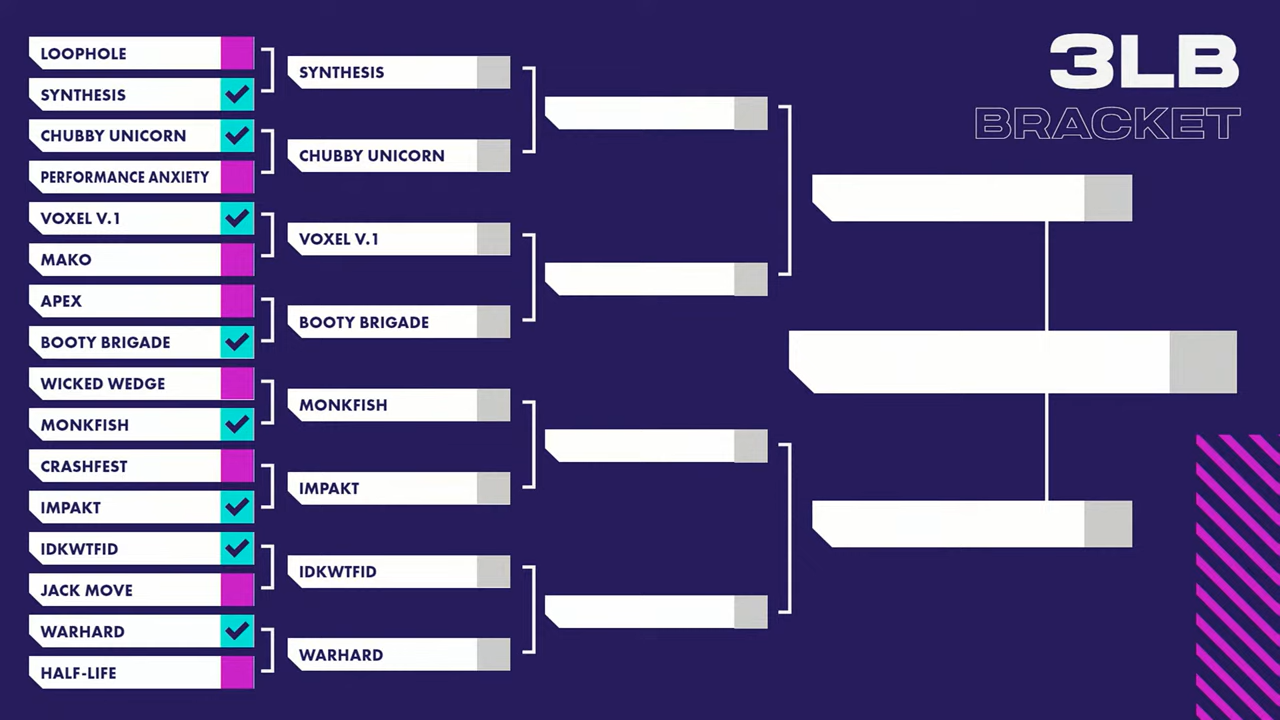 3LB
BRACKET
LOOPHOLE
SYNTHESIS
CHUBBY UNICORN
PERFORMANCE ANXIETY
VOXEL V.1
MAKO
APEX
BOOTY BRIGADE
WICKED WEDGE
MONKFISH
CRASHFEST
IMPAKT
IDKWTFID
JACK MOVE
WARHARD
HALF-LIFE
SYNTHESIS
CHUBBY UNICORN
VOXEL V.1
BOOTY BRIGADE
MONKFISH
IMPAKT
IDKWTFID
WARHARD